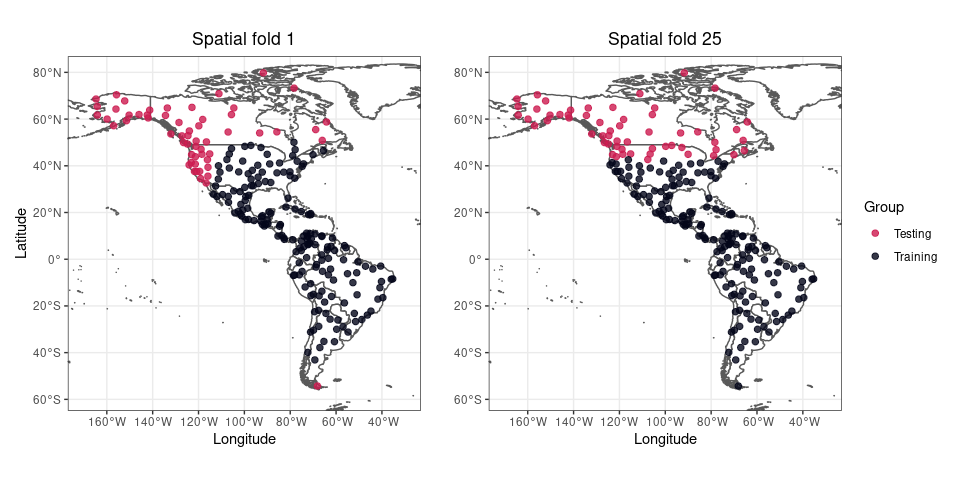 Spatial fold 1
Spatial fold 25
80°N
60°N
40°N
20°N
0°
20°S
40°S
60°S
80°N
60°N
40°N
20°N
0°
20°S
40°S
60°S
160°W 140°W 120°W 100°W 80°W 60°W 40°W
160°W 140°W 120°W 100°W 80°W 60°W 40°W
Longitude
Longitude
Latitude
Group
Testing
Training